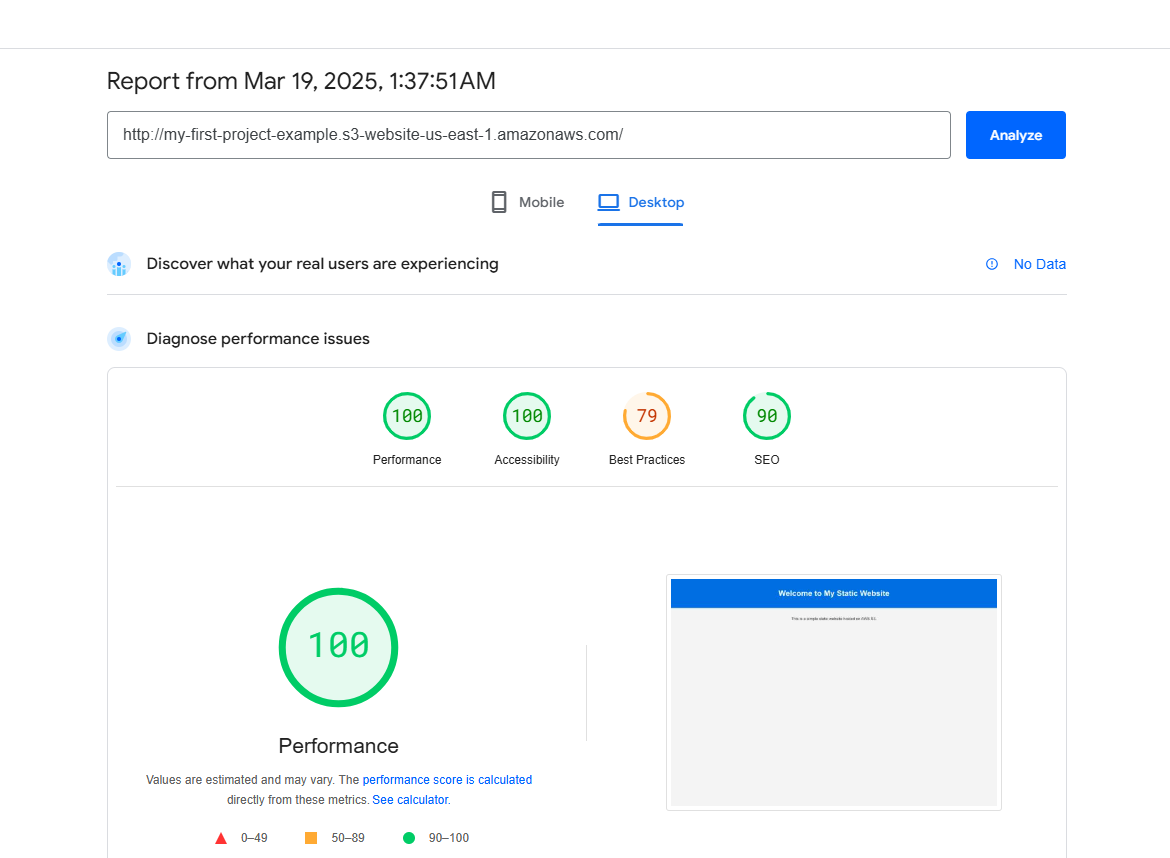 Report from Mar 19, 2025, 1:37:51AM
http://my-first-project-example.s3-website-us-east-1.amazonaws.com/
Analyze
Mobile
Desktop
Discover what your real users are experiencing
No Data
Diagnose performance issues
100
100
79
90
Performance
Accessibility
Best Practices
SEO
100
Performance
Values are estimated and may vary. The performance score is calculated
directly from these metrics. See calculator.
0–49
50–89
90–100
Welcome to My Static Website
This is a simple static website hosted on AWS S3.